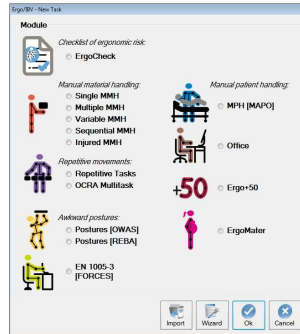 Ergo/IBV - New Task
Module
Checklist of ergonomic risk:
ErgoCheck
Manual material handling:
Single MMH
Multiple MMH
Variable MMH
Sequential MMH
Injured MMH
Repetitive movements:
Repetitive Tasks
OCRA Multitask
Awkward postures:
Postures [OWAS]
Postures [REBA]
EN 1005-3
[FORCES]
Manual patient handling:
MPH [MAPO]
Office
+50
Ergo+50
ErgoMater
Import
Wizard
Ok
Cancel